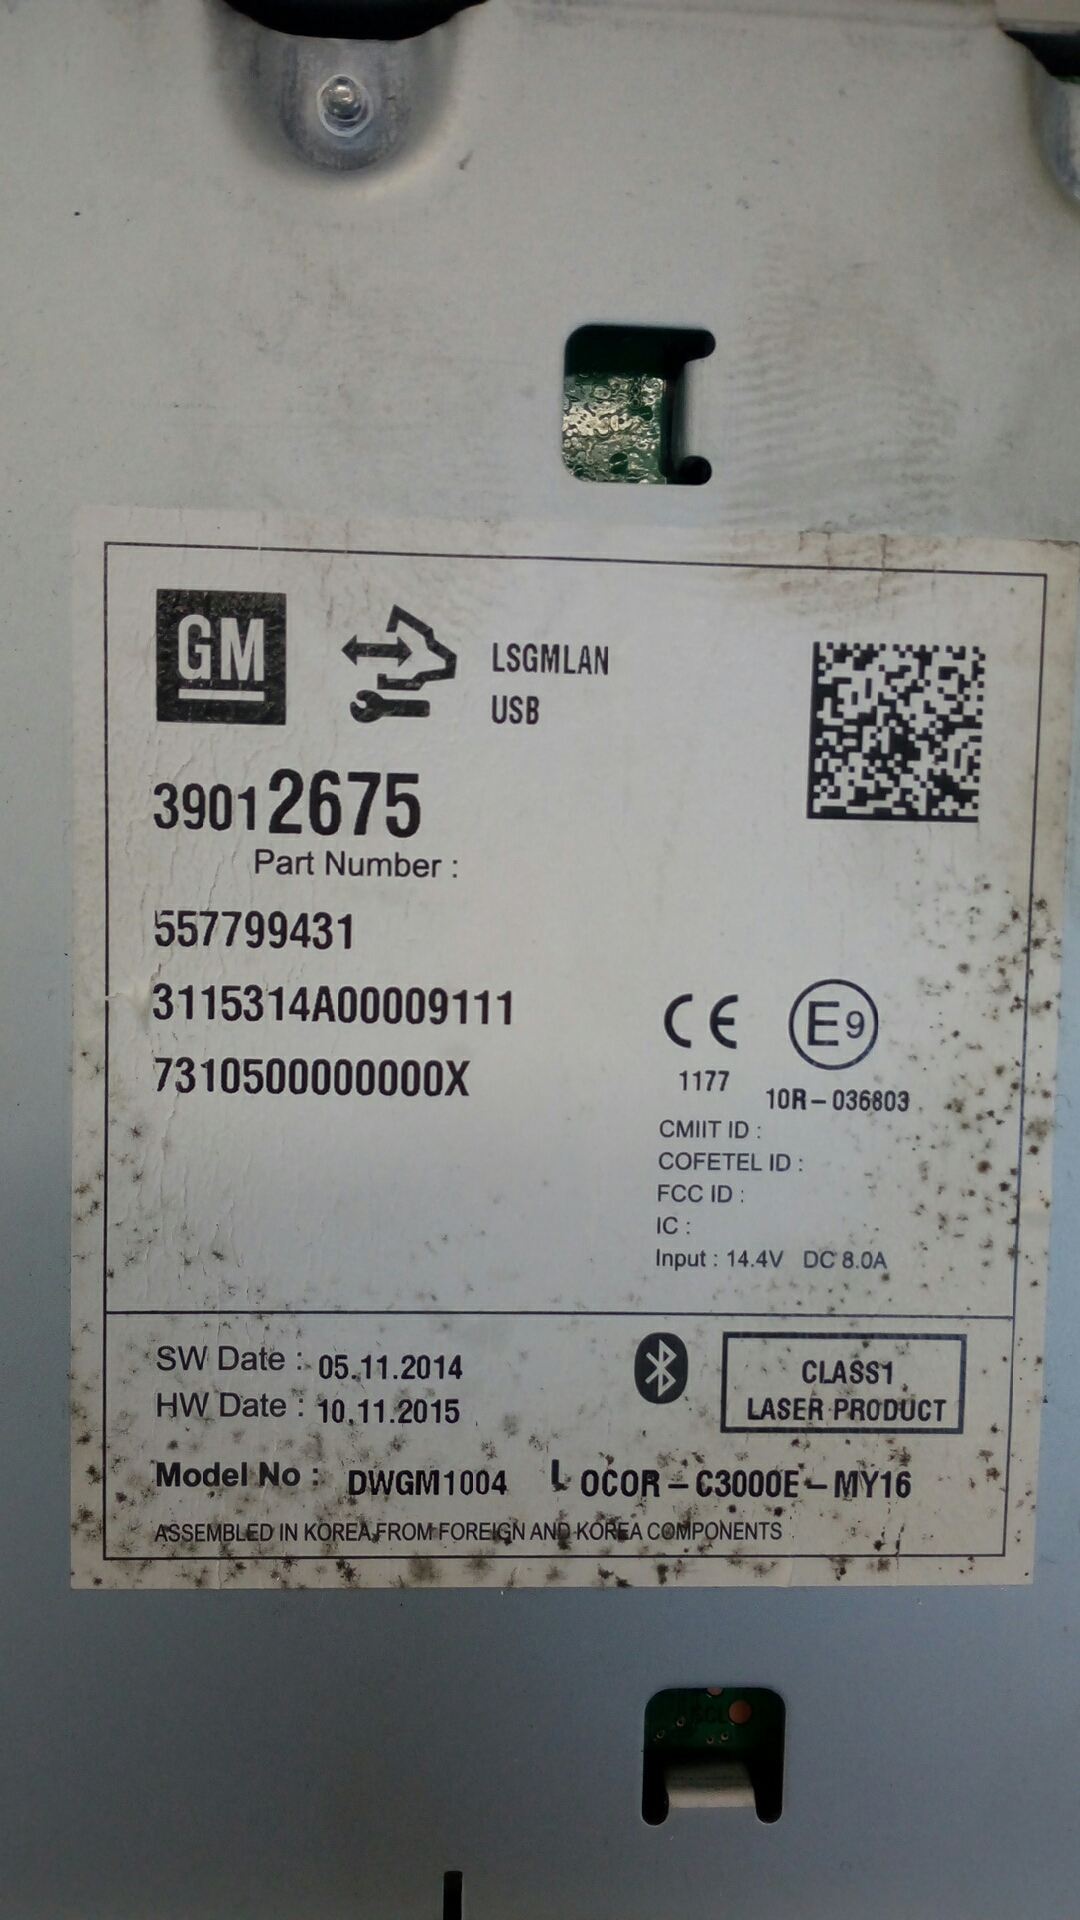 GM
LSGMLAN
USB
39012675
Part Number :
557799431
3115314A00009111
7310500000000X
CE
E9
1177
10R-036803
CMIIT ID :
COFETEL ID :
FCC ID :
IC :
Input : 14.4V DC 8.0A
SW Date : 05.11.2014
HW Date : 10.11.2015
CLASS1
LASER PRODUCT
Model No : DWGM1004 LOCOR-C3000E-MY16
ASSEMBLED IN KOREA FROM FOREIGN AND KOREA COMPONENTS